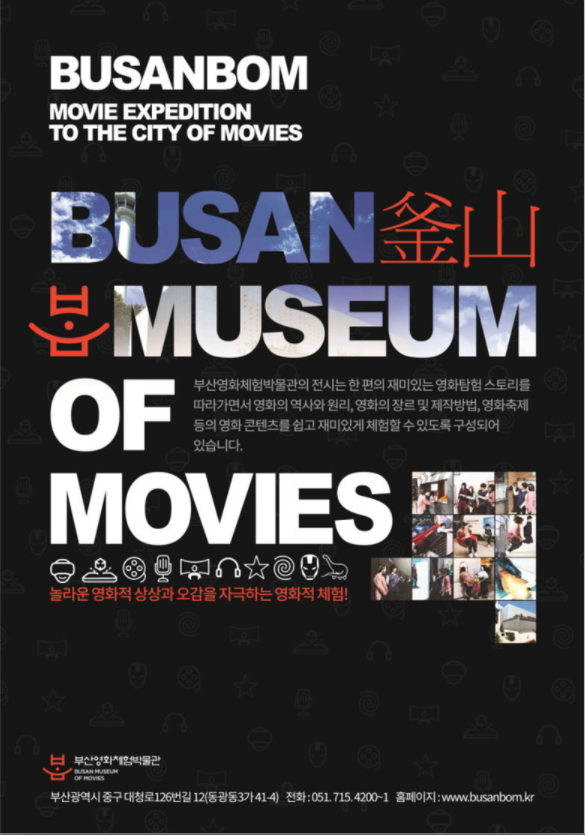 BUSANBOM
MOVIE EXPEDITION
TO THE CITY OF MOVIES
BUSAN釜山
봄MUSEUM
OF
부산영화체험박물관의 전시는 한 편의 재미있는 영화탐험 스토리를
따라가면서 영화의 역사와 원리, 영화의 장르 및 제작방법, 영화축제
등의 영화 콘텐츠를 쉽고 재미있게 체험할 수 있도록 구성되어
있습니다.
MOVIES
놀라운 영화적 상상과 오감을 자극하는 영화적 체험!
봄 부산영화체험박물관
BUSAN MUSEUM
OF MOVIES
부산광역시 중구 대청로126번길 12(동광동3가 41-4) 전화 : 051. 715. 4200~1 홈페이지 : www.busanbom.kr